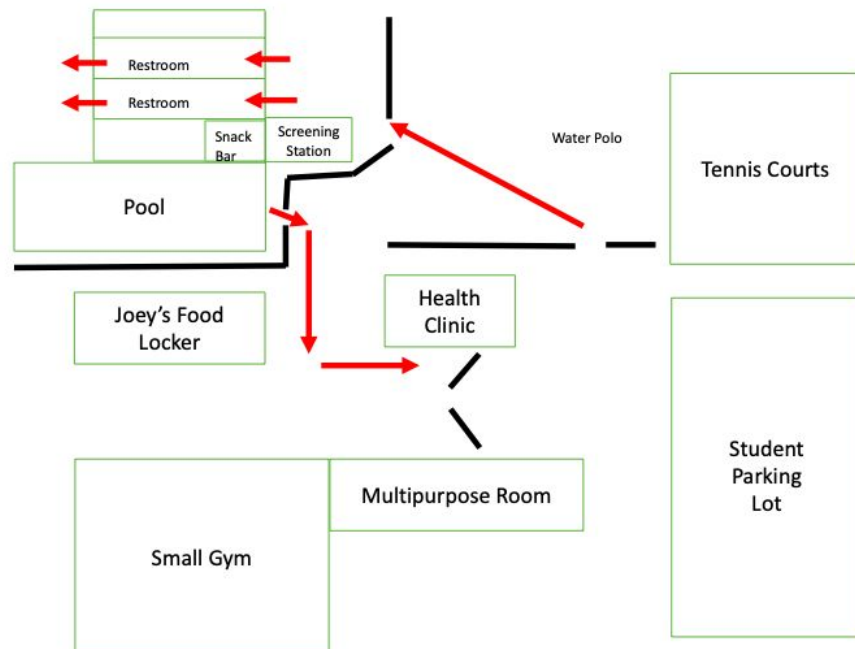 Restroom
Restroom
Snack
Bar
Screening
Station
Water Polo
Tennis Courts
Pool
Joey's Food
Locker
Health
Clinic
Student
Parking
Lot
Multipurpose Room
Small Gym